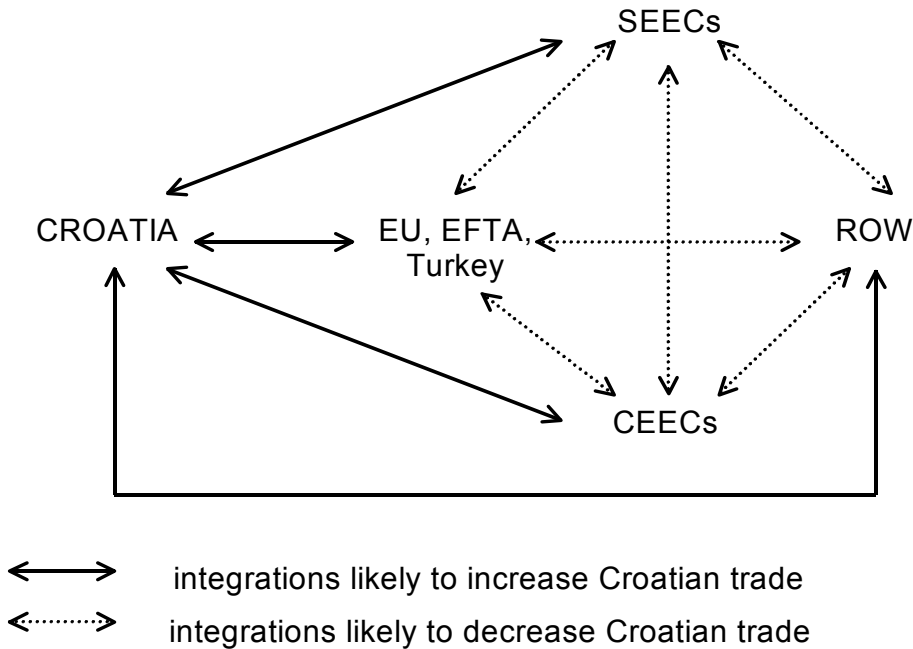 SEECs
CROATIA
EU, EFTA,
Turkey
ROW
CEECs
integrations likely to increase Croatian trade
integrations likely to decrease Croatian trade